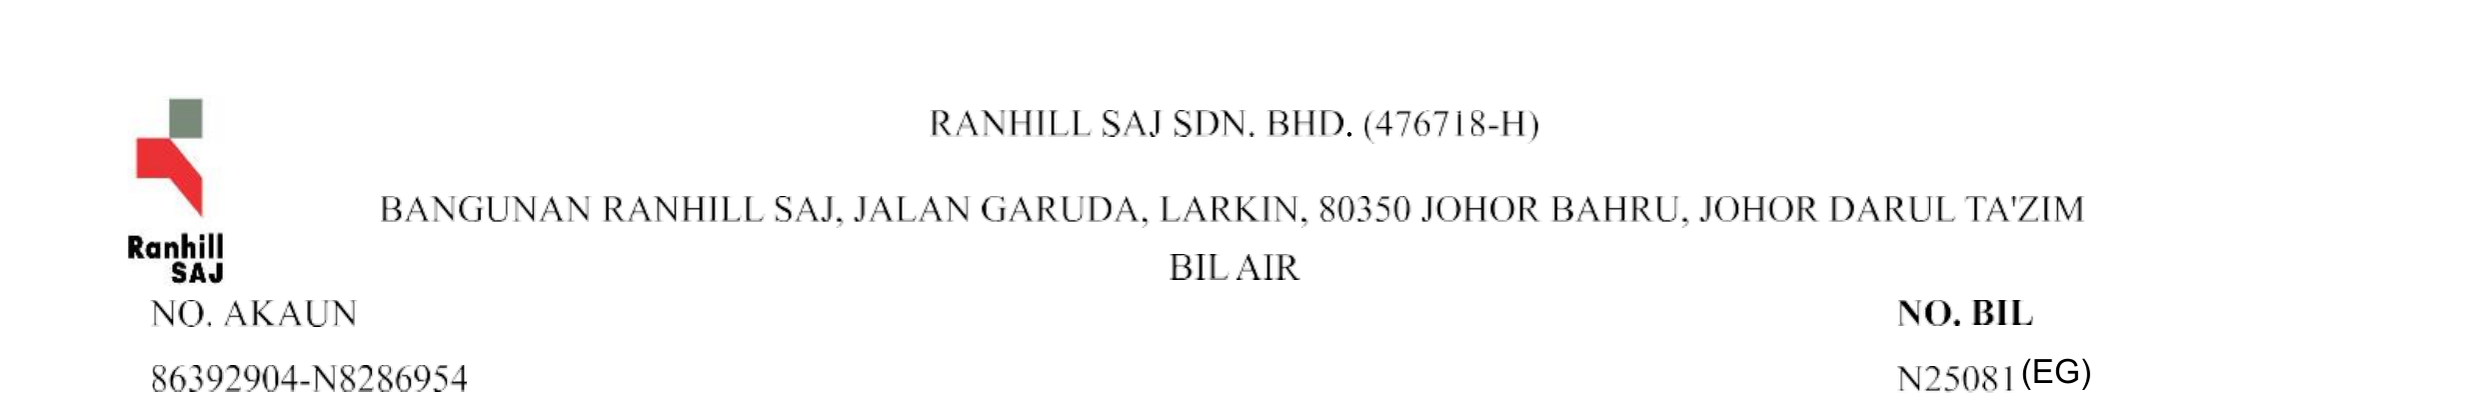 RANHILL SAJ SDN. BHD. (476718-H)
BANGUNAN RANHILL SAJ, JALAN GARUDA, LARKIN, 80350 JOHOR BAHRU, JOHOR DARUL TA'ZIM
Ranhill
SAJ
BIL AIR
NO. AKAUN NO. BIL
86392904-N8286954 N25081(EG)